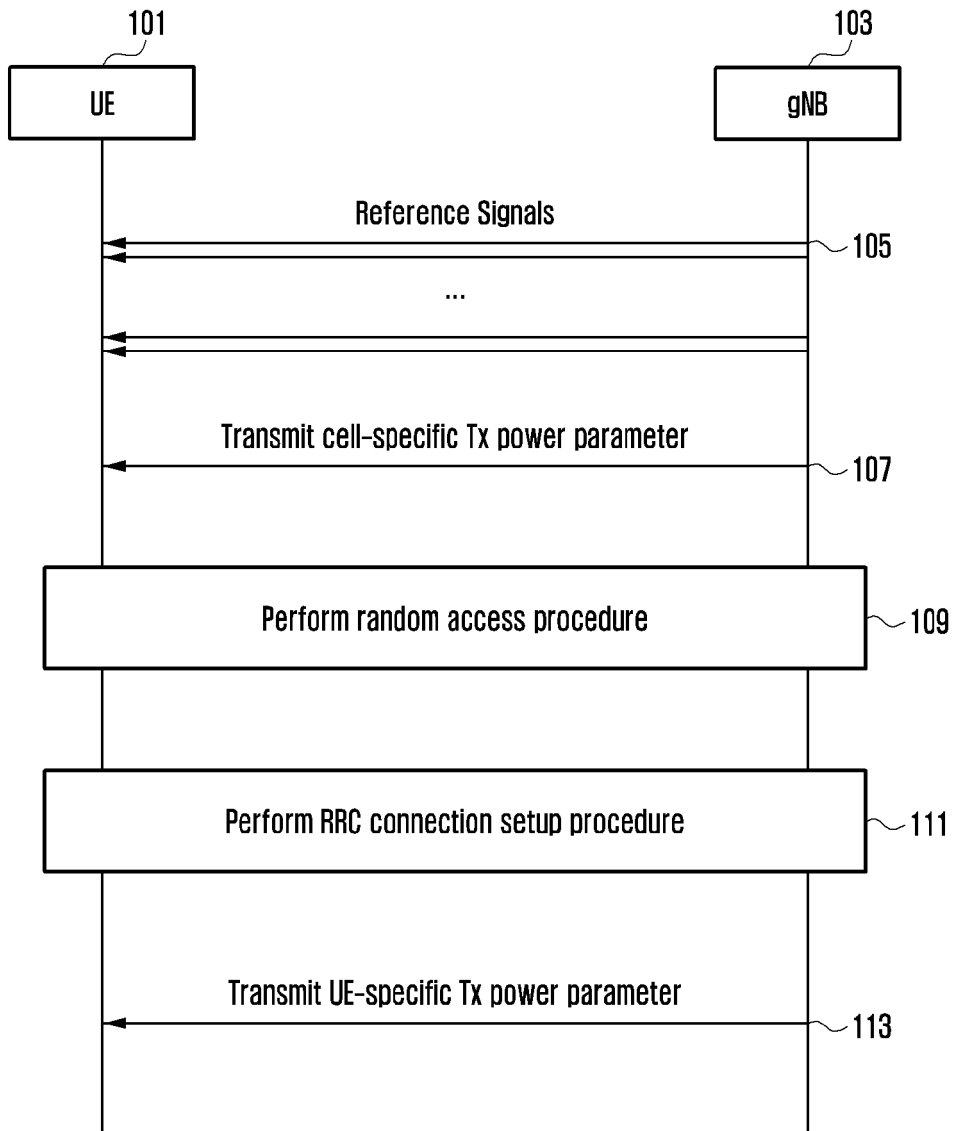 101
103
UE
gNB
Reference Signals
105
...
Transmit cell-specific Tx power parameter
107
Perform random access procedure
109
Perform RRC connection setup procedure
111
Transmit UE-specific Tx power parameter
113